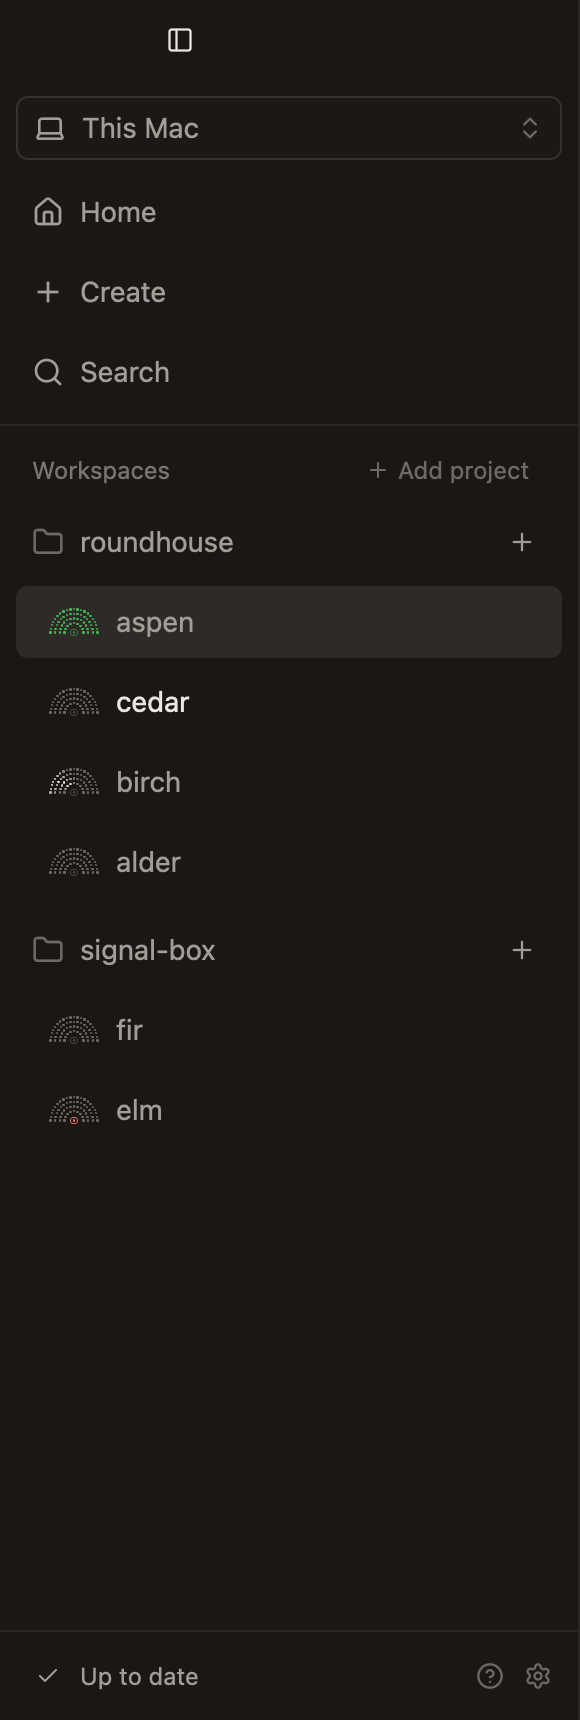 This Mac
Home
Create
Search
Workspaces + Add project
roundhouse
aspen
cedar
birch
alder
signal-box
fir
elm
Up to date